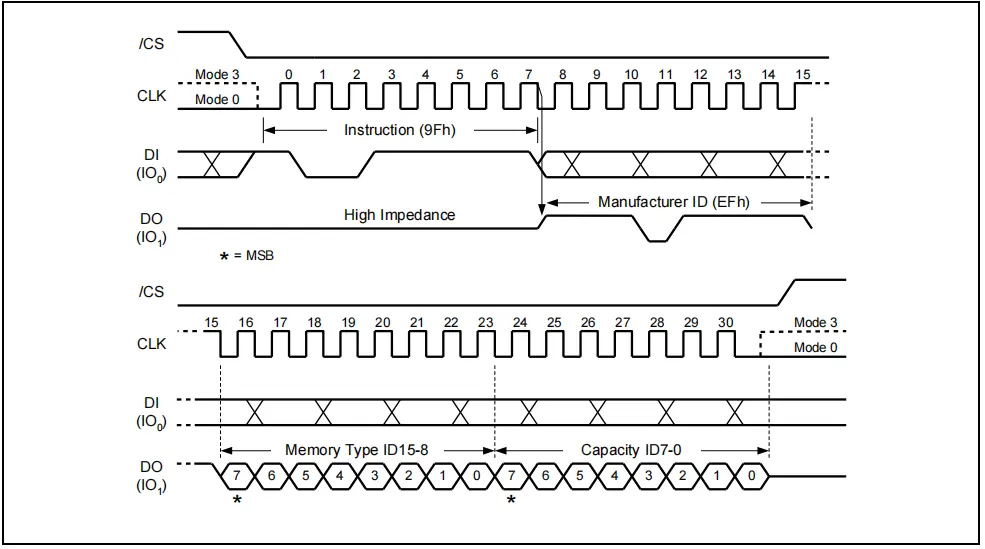 /CS
Mode 3 0 1 2 3 4 5 6 7 8 9 10 11 12 13 14 15
CLK
Mode 0
Instruction (9Fh)
DI
(IO0)
Manufacturer ID (EFh)
High Impedance
DO
(IO1)
* = MSB
/CS
15 16 17 18 19 20 21 22 23 24 25 26 27 28 29 30 Mode 3
CLK
Mode 0
DI
(IO0)
Memory Type ID15-8 Capacity ID7-0
DO
(IO1)
7 6 5 4 3 2 1 0 7 6 5 4 3 2 1 0
* *